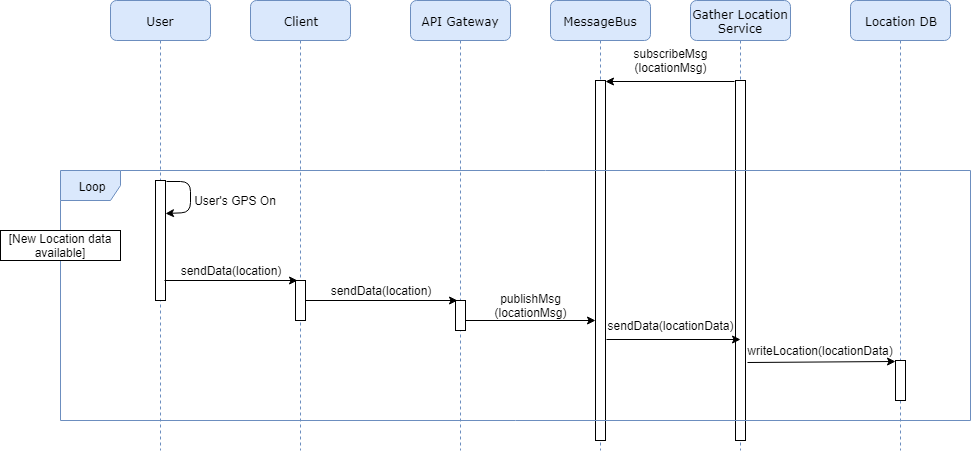 User
Client
API Gateway
MessageBus
Gather Location
Service
Location DB
subscribeMsg
(locationMsg)
Loop
User's GPS On
[New Location data
available]
sendData(location)
sendData(location)
publishMsg
(locationMsg)
sendData(locationData)
writeLocation(locationData)